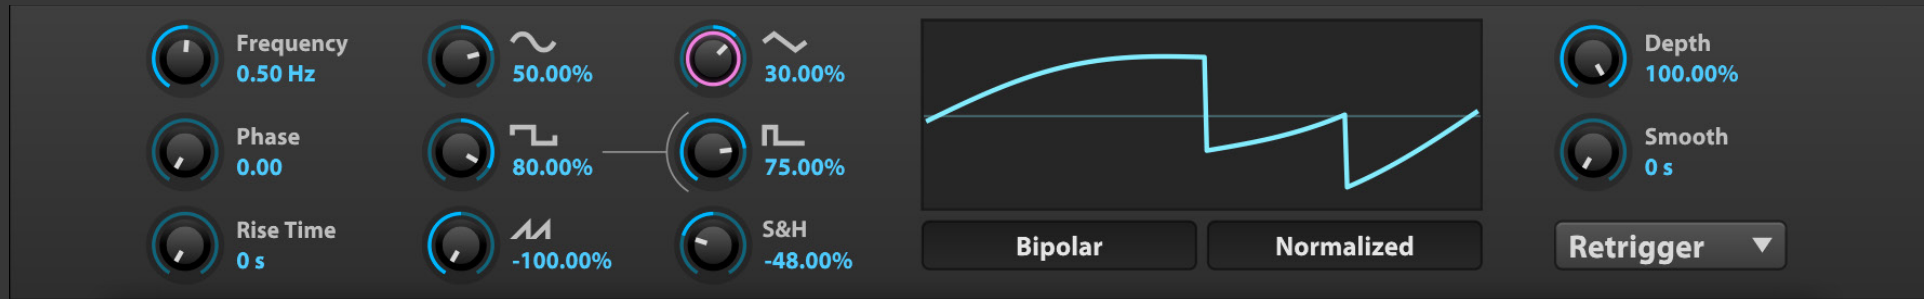 Frequency
0.50 Hz
50.00%
30.00%
Depth
100.00%
Phase
0.00
80.00%
75.00%
Smooth
0 s
Rise Time
0 s
-100.00%
S&H
-48.00%
Bipolar
Normalized
Retrigger